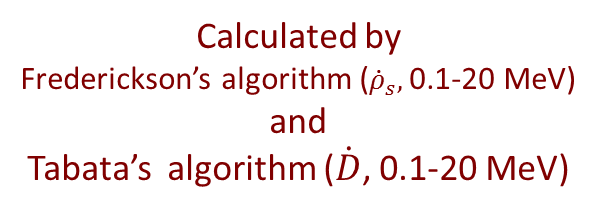 Calculated by
Frederickson's algorithm (ρ̇ₛ, 0.1-20 MeV)
and
Tabata's algorithm (Ḋ, 0.1-20 MeV)